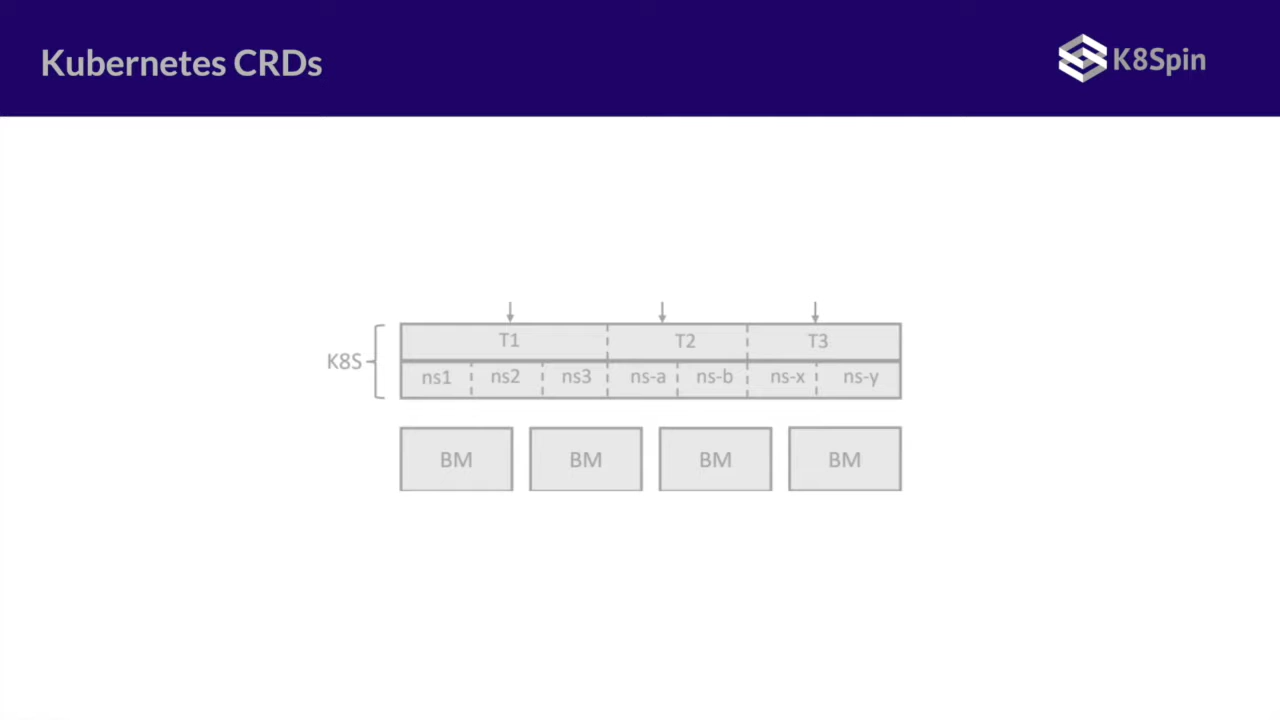 Kubernetes CRDs
K8Spin
T1 T2 T3
K8S
ns1 ns2 ns3 ns-a ns-b ns-x ns-y
BM BM BM BM